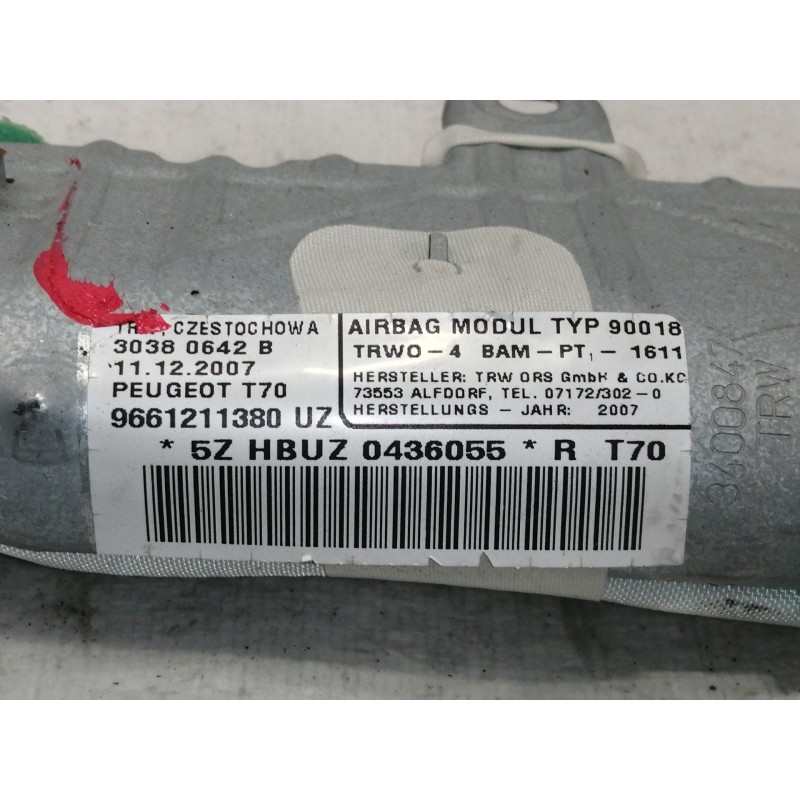 TRW, CZESTOCHOWA
3038 0642 B
11.12.2007
PEUGEOT T70
9661211380 UZ
AIRBAG MODUL TYP 90018
TRWO-4 BAM-PT, - 1611
HERSTELLER: TRW ORS GmbH & CO.KG
73553 ALFDORF, TEL. 07172/302-0
HERSTELLUNGS - JAHR: 2007
* 5Z HBUZ 0436055 * R T70
TRW